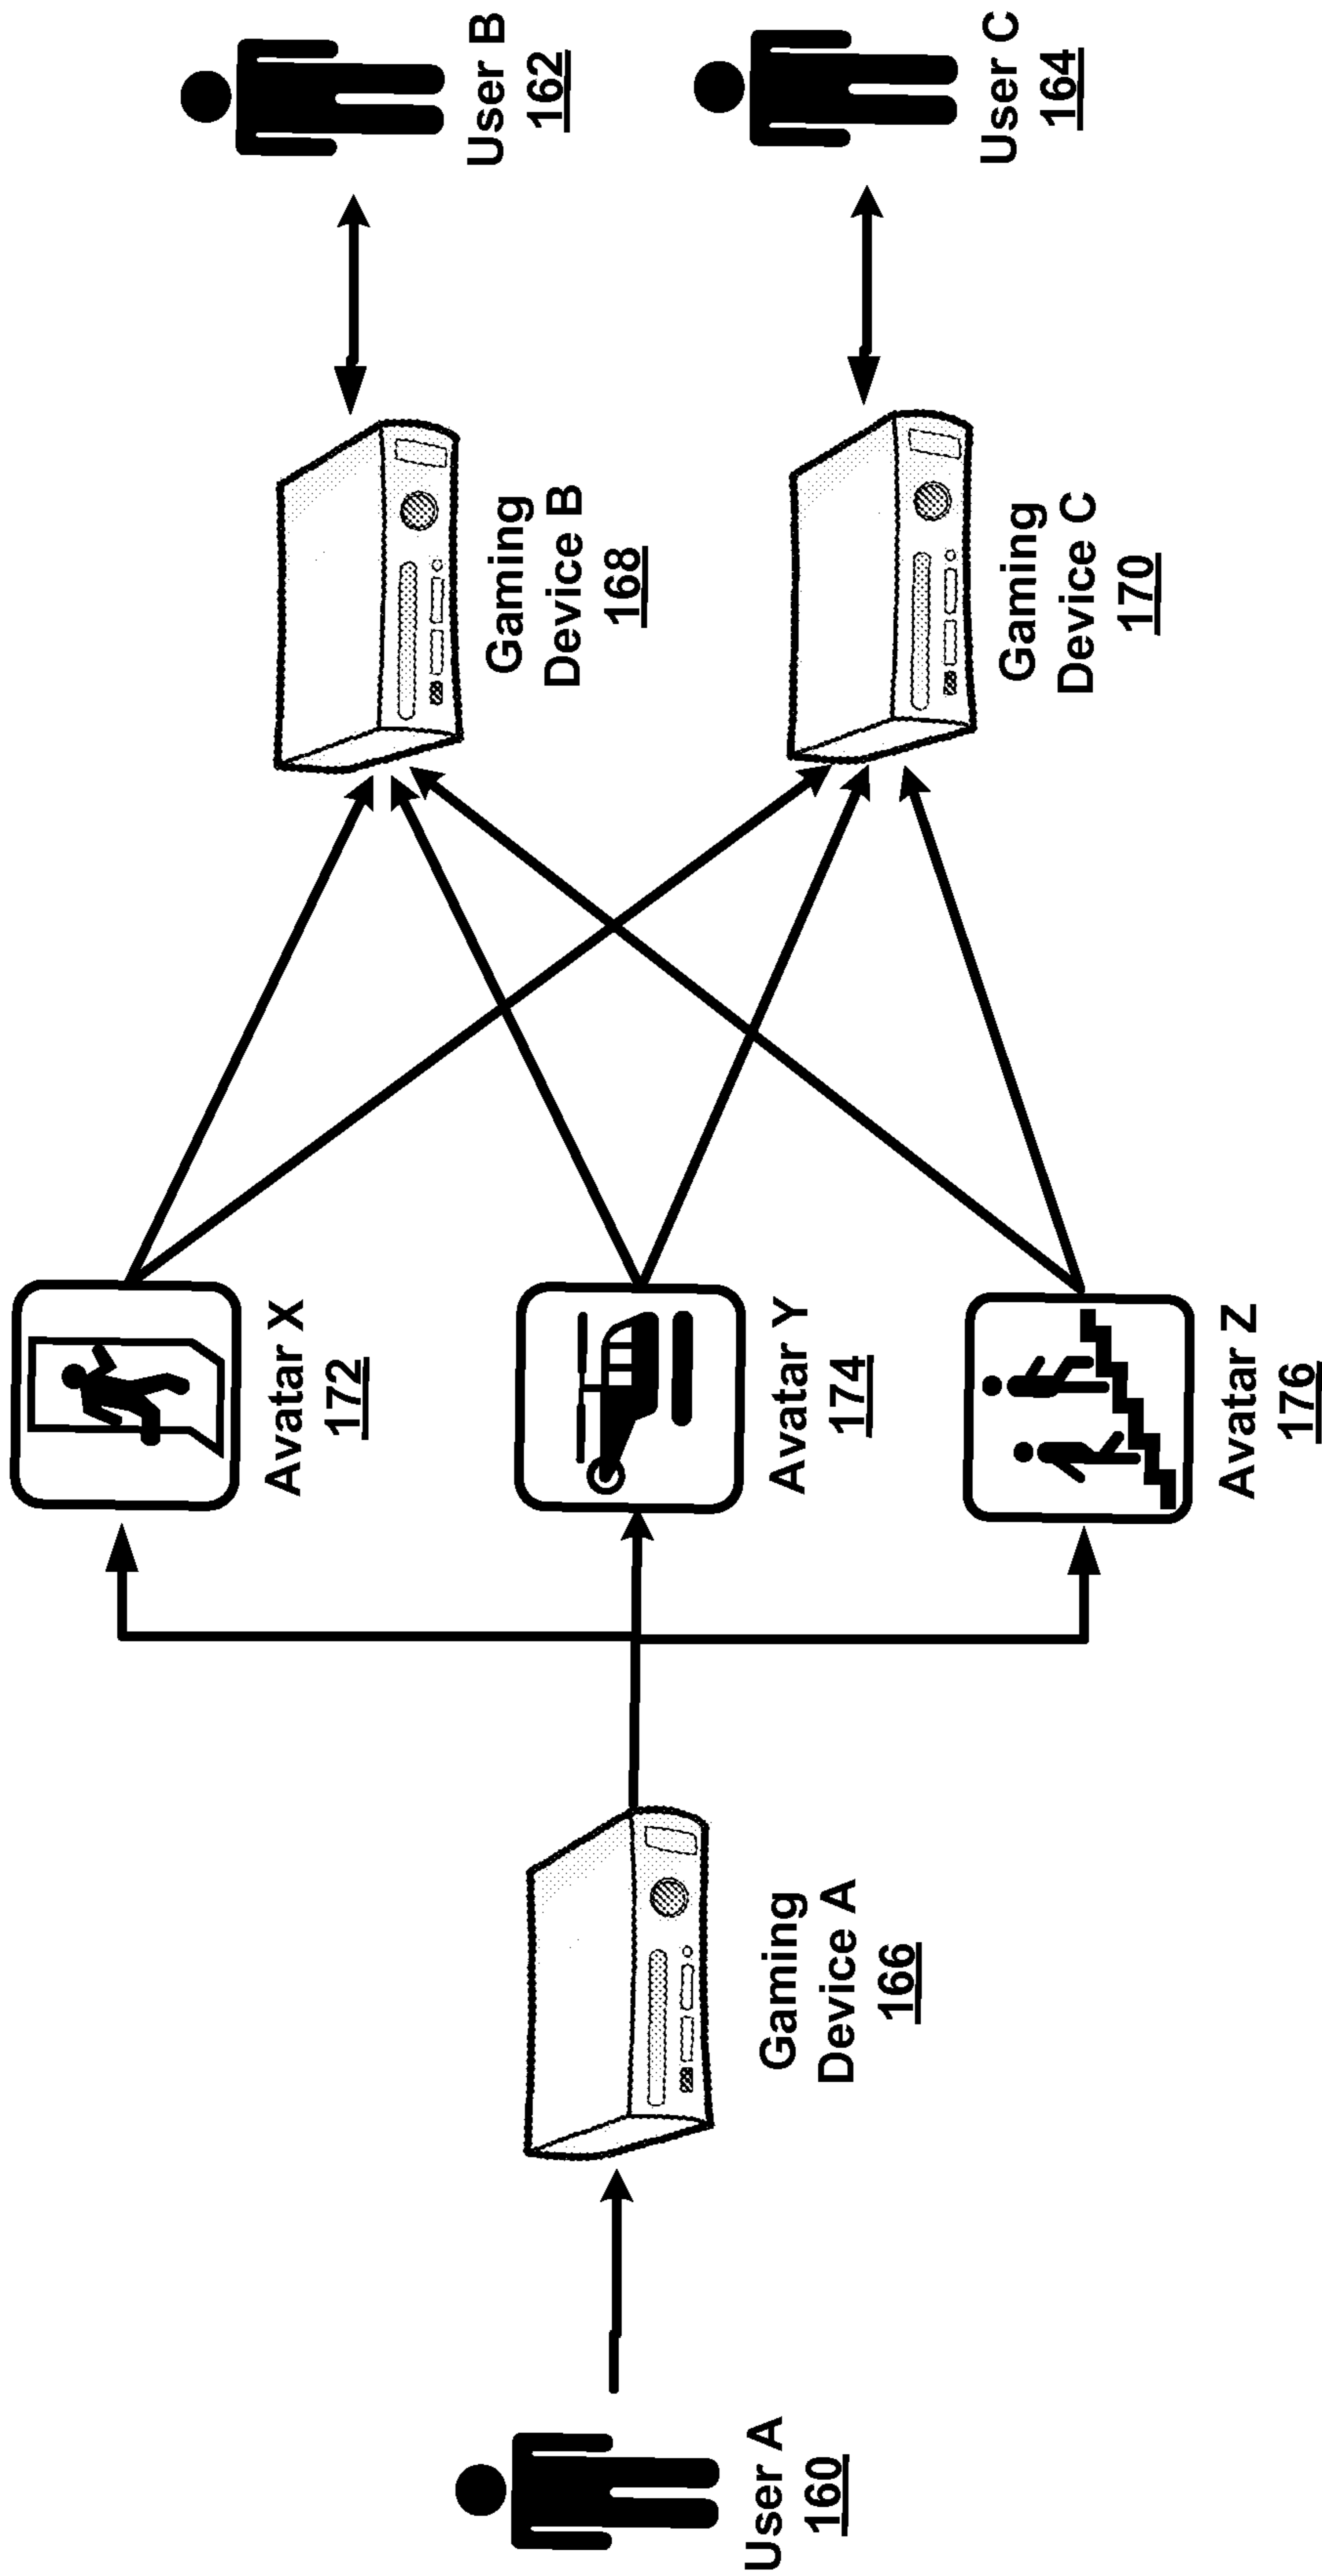 User A
160
Gaming
Device A
166
Avatar X
172
Avatar Y
174
Avatar Z
176
Gaming
Device B
168
Gaming
Device C
170
User B
162
User C
164